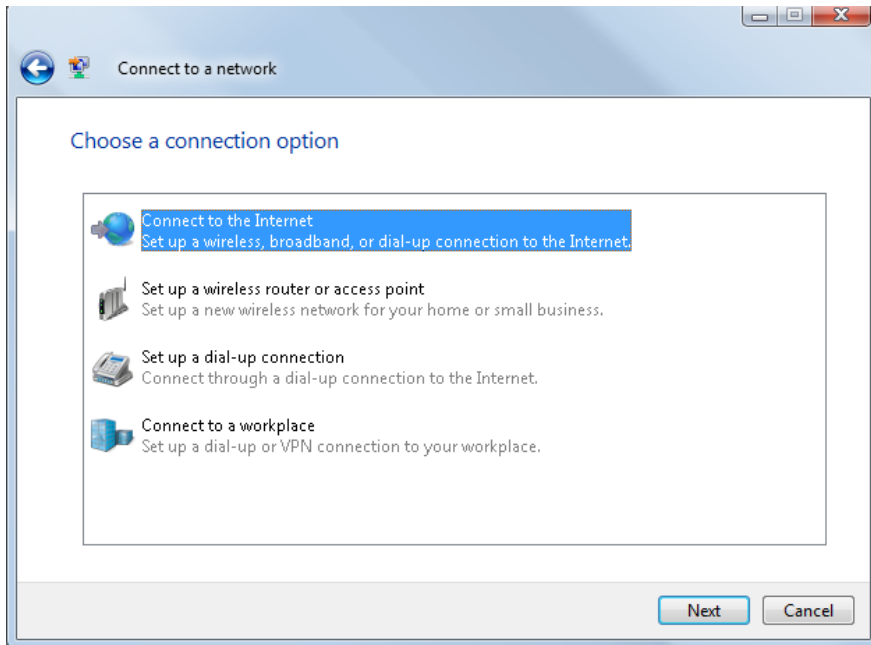 Connect to a network
Choose a connection option
Connect to the Internet
Set up a wireless, broadband, or dial-up connection to the Internet.
Set up a wireless router or access point
Set up a new wireless network for your home or small business.
Set up a dial-up connection
Connect through a dial-up connection to the Internet.
Connect to a workplace
Set up a dial-up or VPN connection to your workplace.
Next Cancel